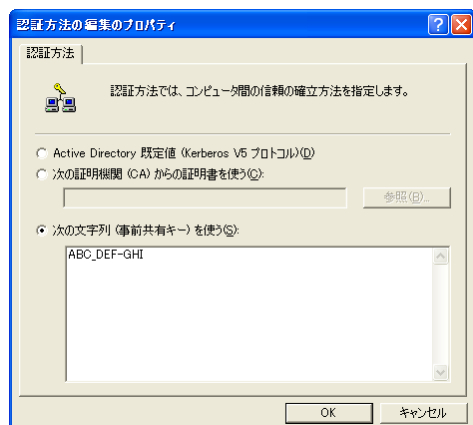 認証方法の編集のプロパティ
認証方法
認証方法では、コンピュータ間の信頼の確立方法を指定します。
Active Directory 既定値 (Kerberos V5 プロトコル)(D)
次の証明機関 (CA) からの証明書を使う(C):
参照(B)...
次の文字列 (事前共有キー) を使う(S):
ABC_DEF-GHI
OK
キャンセル